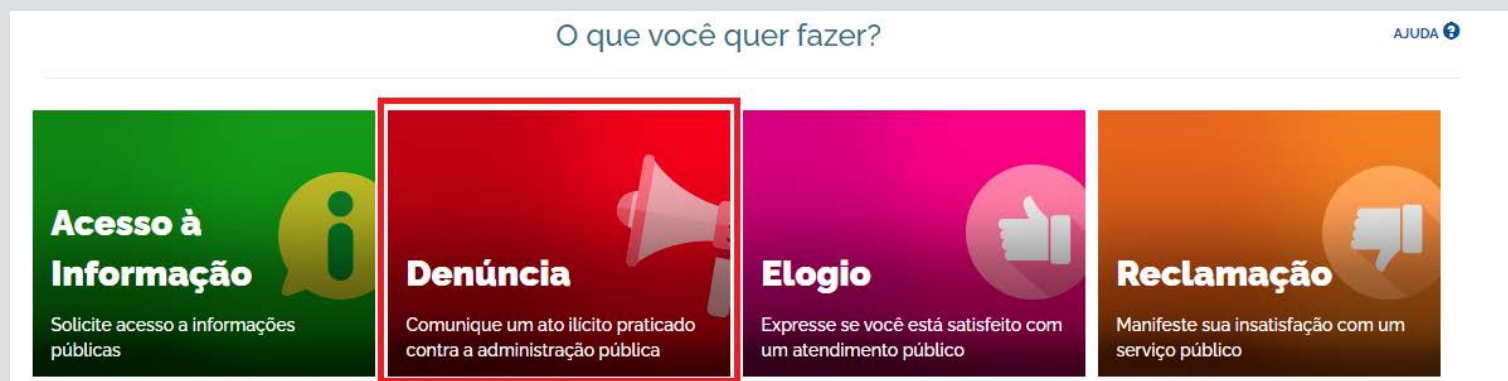 O que você quer fazer?
AJUDA
Acesso à
Informação
Solicite acesso a informações
públicas
Denúncia
Comunique um ato ilícito praticado
contra a administração pública
Elogio
Expresse se você está satisfeito com
um atendimento público
Reclamação
Manifeste sua insatisfação com um
serviço público